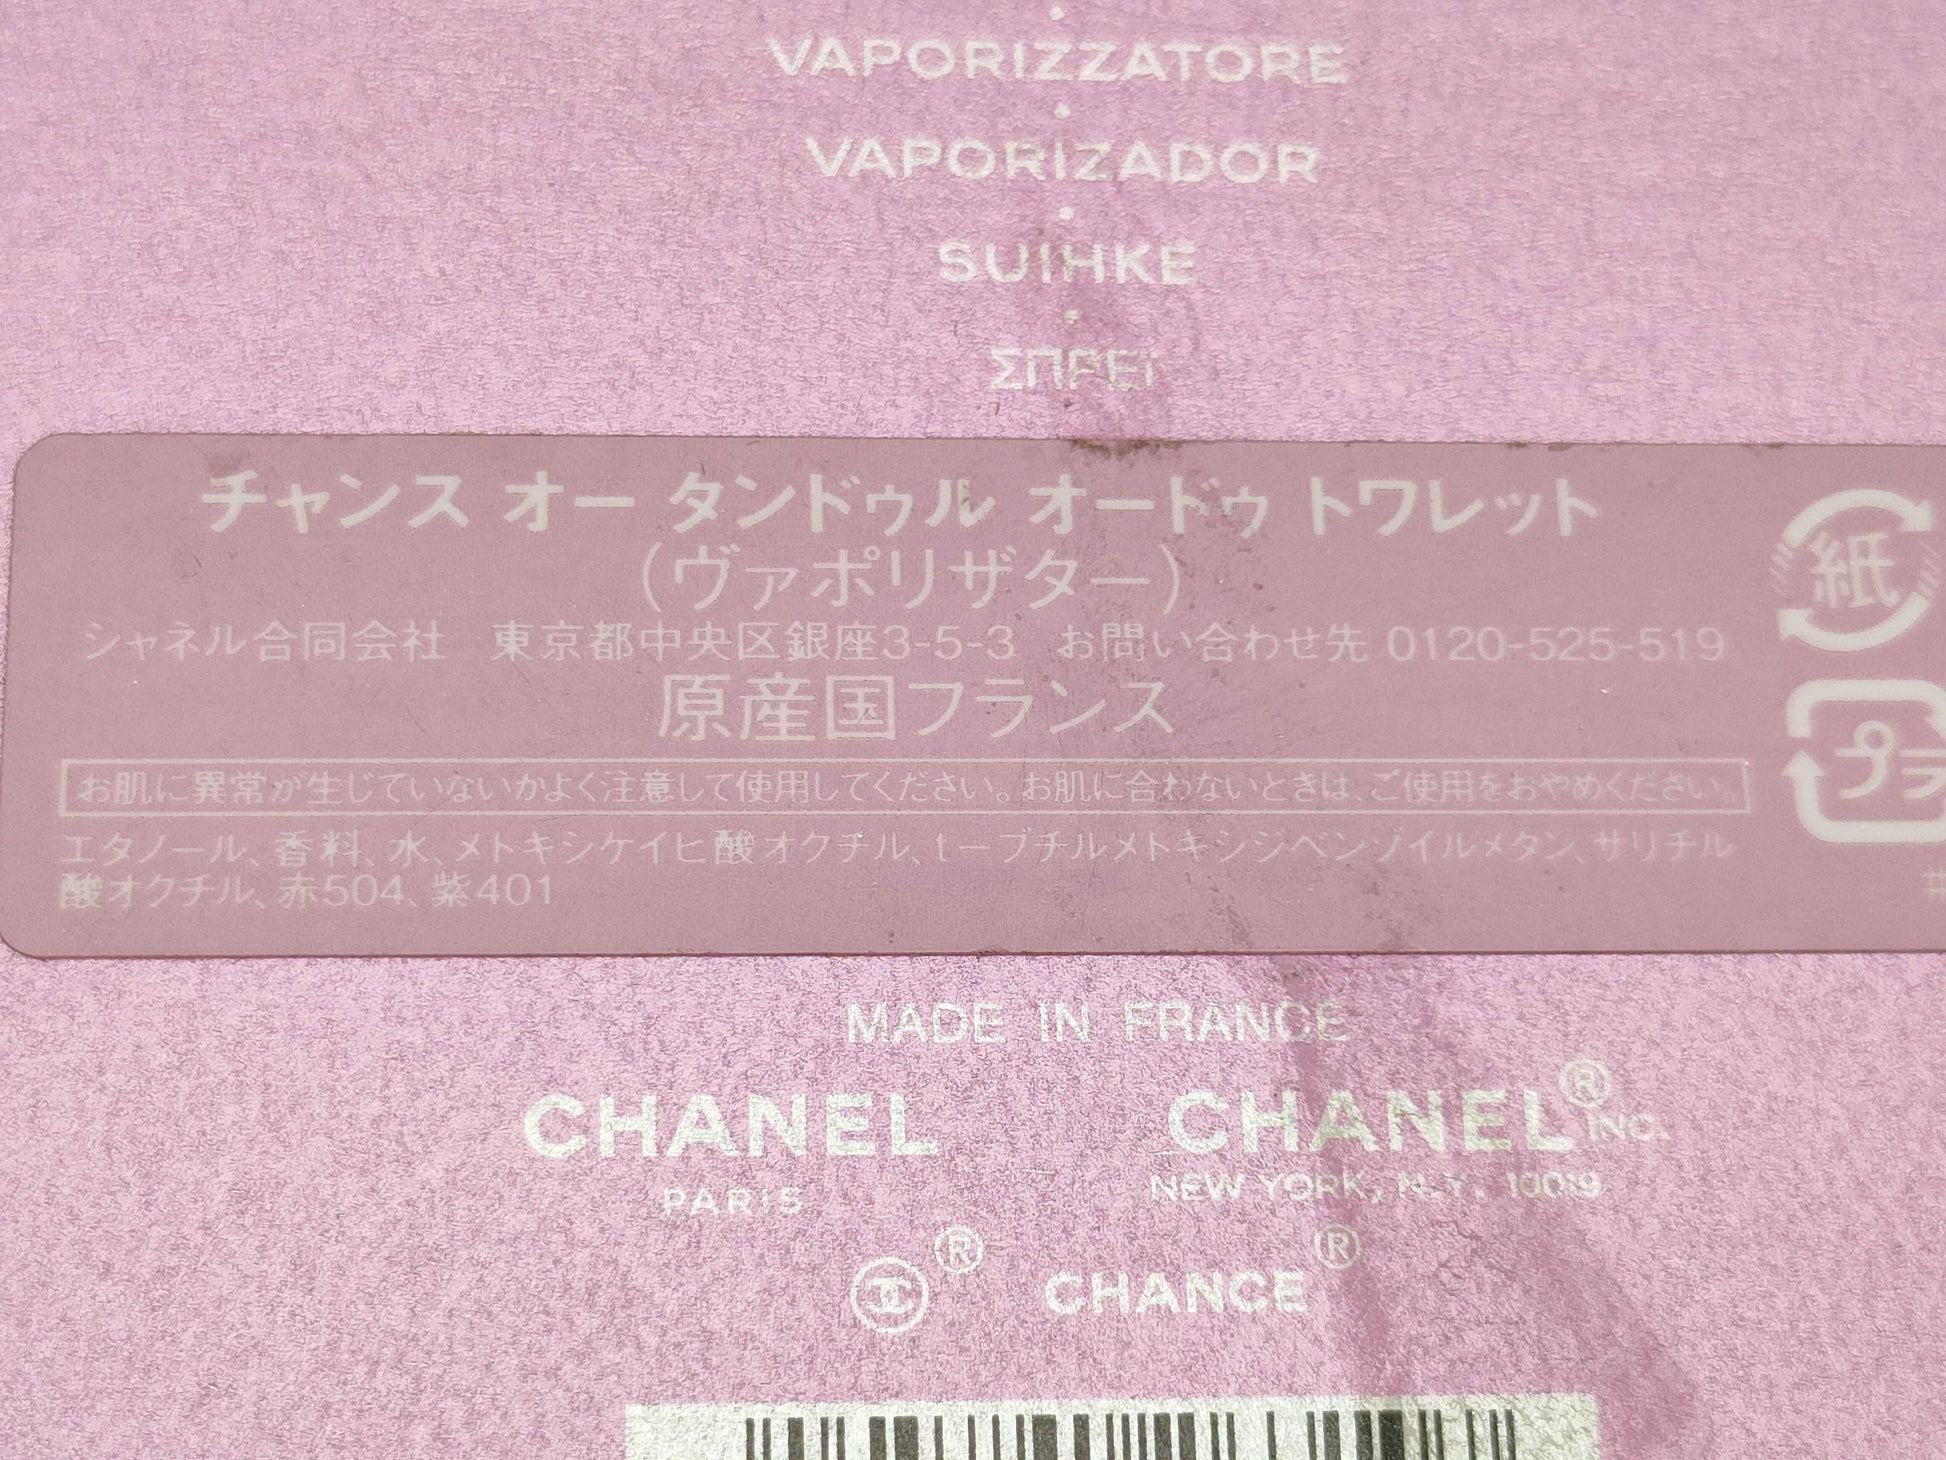 VAPORIZZATORE
VAPORIZADOR
SUIHKE
ΣΠΡΕΪ
チャンス オー タンドゥル オードゥ トワレット
(ヴァポリザター)
シャネル合同会社 東京都中央区銀座3-5-3 お問い合わせ先 0120-525-519
原産国フランス
紙
プラ
お肌に異常が生じていないかよく注意して使用してください。お肌に合わないときは、ご使用をおやめください。
エタノール、香料、水、メトキシケイヒ酸オクチル、t-ブチルメトキシジベンゾイルメタン、サリチル
酸オクチル、赤504、紫401
#
MADE IN FRANCE
CHANEL
PARIS
CHANEL® INC.
NEW YORK, N.Y. 10019
®
CHANCE®